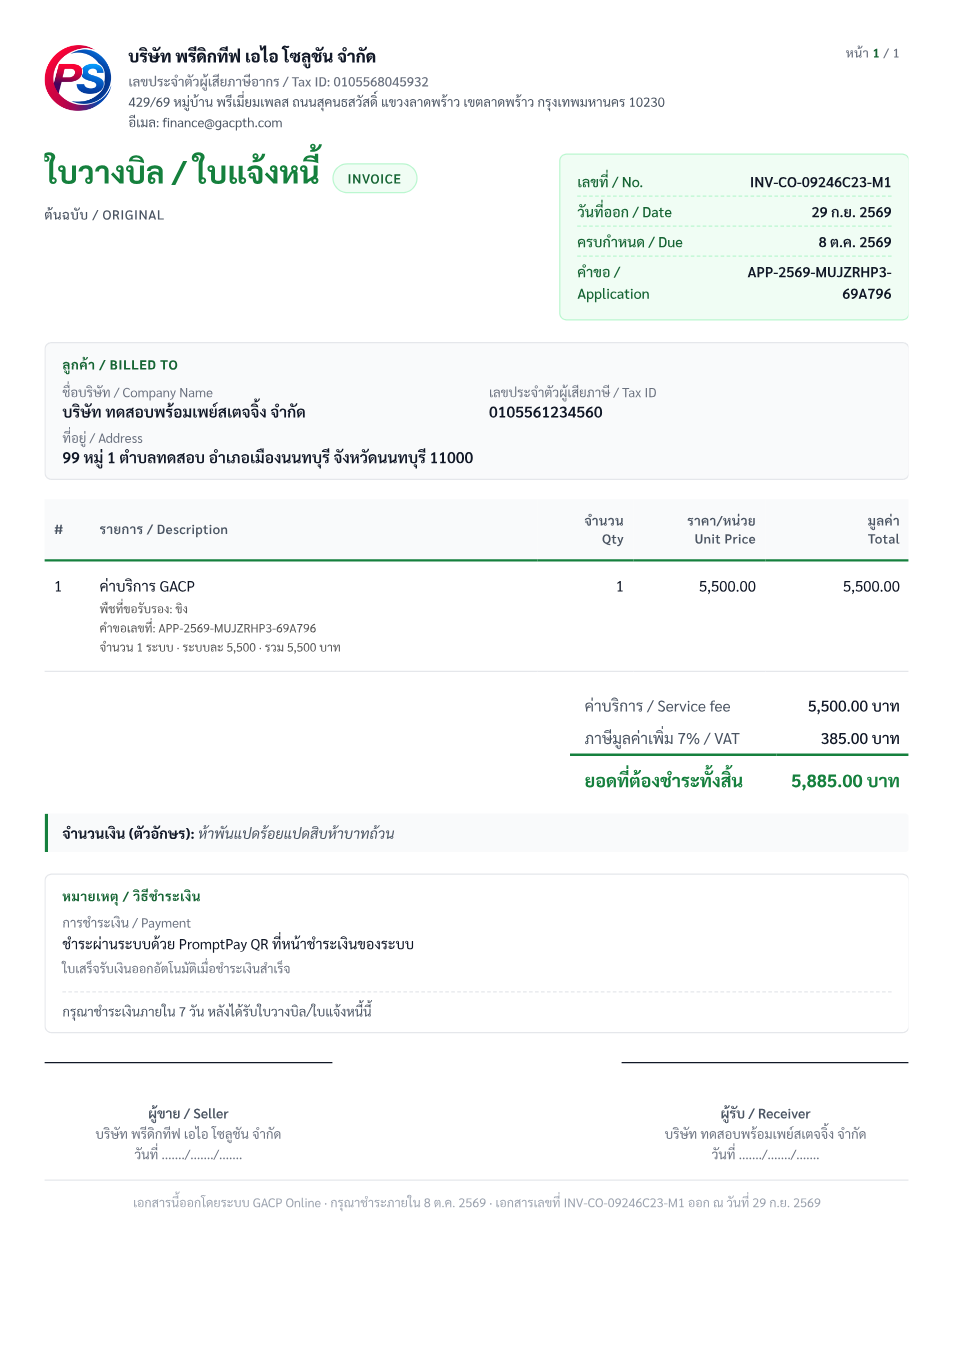 PS
บริษัท พรีดิกทีฟ เอไอ โซลูชัน จำกัด
เลขประจำตัวผู้เสียภาษีอากร / Tax ID: 0105568045932
429/69 หมู่บ้าน พรีเมี่ยมเพลส ถนนสุคนธสวัสดิ์ แขวงลาดพร้าว เขตลาดพร้าว กรุงเทพมหานคร 10230
อีเมล: finance@gacpth.com
หน้า 1 / 1
ใบวางบิล / ใบแจ้งหนี้ INVOICE
ต้นฉบับ / ORIGINAL
เลขที่ / No. INV-CO-09246C23-M1
วันที่ออก / Date 29 ก.ย. 2569
ครบกำหนด / Due 8 ต.ค. 2569
คำขอ / APP-2569-MUJZRHP3-
Application 69A796
ลูกค้า / BILLED TO
ชื่อบริษัท / Company Name เลขประจำตัวผู้เสียภาษี / Tax ID
บริษัท ทดสอบพร้อมเพย์สเตจจิ้ง จำกัด 0105561234560
ที่อยู่ / Address
99 หมู่ 1 ตำบลทดสอบ อำเภอเมืองนนทบุรี จังหวัดนนทบุรี 11000
# รายการ / Description จำนวน Qty ราคา/หน่วย Unit Price มูลค่า Total
1 ค่าบริการ GACP 1 5,500.00 5,500.00
พืชที่ขอรับรอง: ขิง
คำขอเลขที่: APP-2569-MUJZRHP3-69A796
จำนวน 1 ระบบ · ระบบละ 5,500 · รวม 5,500 บาท
ค่าบริการ / Service fee 5,500.00 บาท
ภาษีมูลค่าเพิ่ม 7% / VAT 385.00 บาท
ยอดที่ต้องชำระทั้งสิ้น 5,885.00 บาท
จำนวนเงิน (ตัวอักษร): ห้าพันแปดร้อยแปดสิบห้าบาทถ้วน
หมายเหตุ / วิธีชำระเงิน
การชำระเงิน / Payment
ชำระผ่านระบบด้วย PromptPay QR ที่หน้าชำระเงินของระบบ
ใบเสร็จรับเงินออกอัตโนมัติเมื่อชำระเงินสำเร็จ
กรุณาชำระเงินภายใน 7 วัน หลังได้รับใบวางบิล/ใบแจ้งหนี้นี้
ผู้ขาย / Seller ผู้รับ / Receiver
บริษัท พรีดิกทีฟ เอไอ โซลูชัน จำกัด บริษัท ทดสอบพร้อมเพย์สเตจจิ้ง จำกัด
วันที่ ......./......./....... วันที่ ......./......./.......
เอกสารนี้ออกโดยระบบ GACP Online · กรุณาชำระภายใน 8 ต.ค. 2569 · เอกสารเลขที่ INV-CO-09246C23-M1 ออก ณ วันที่ 29 ก.ย. 2569